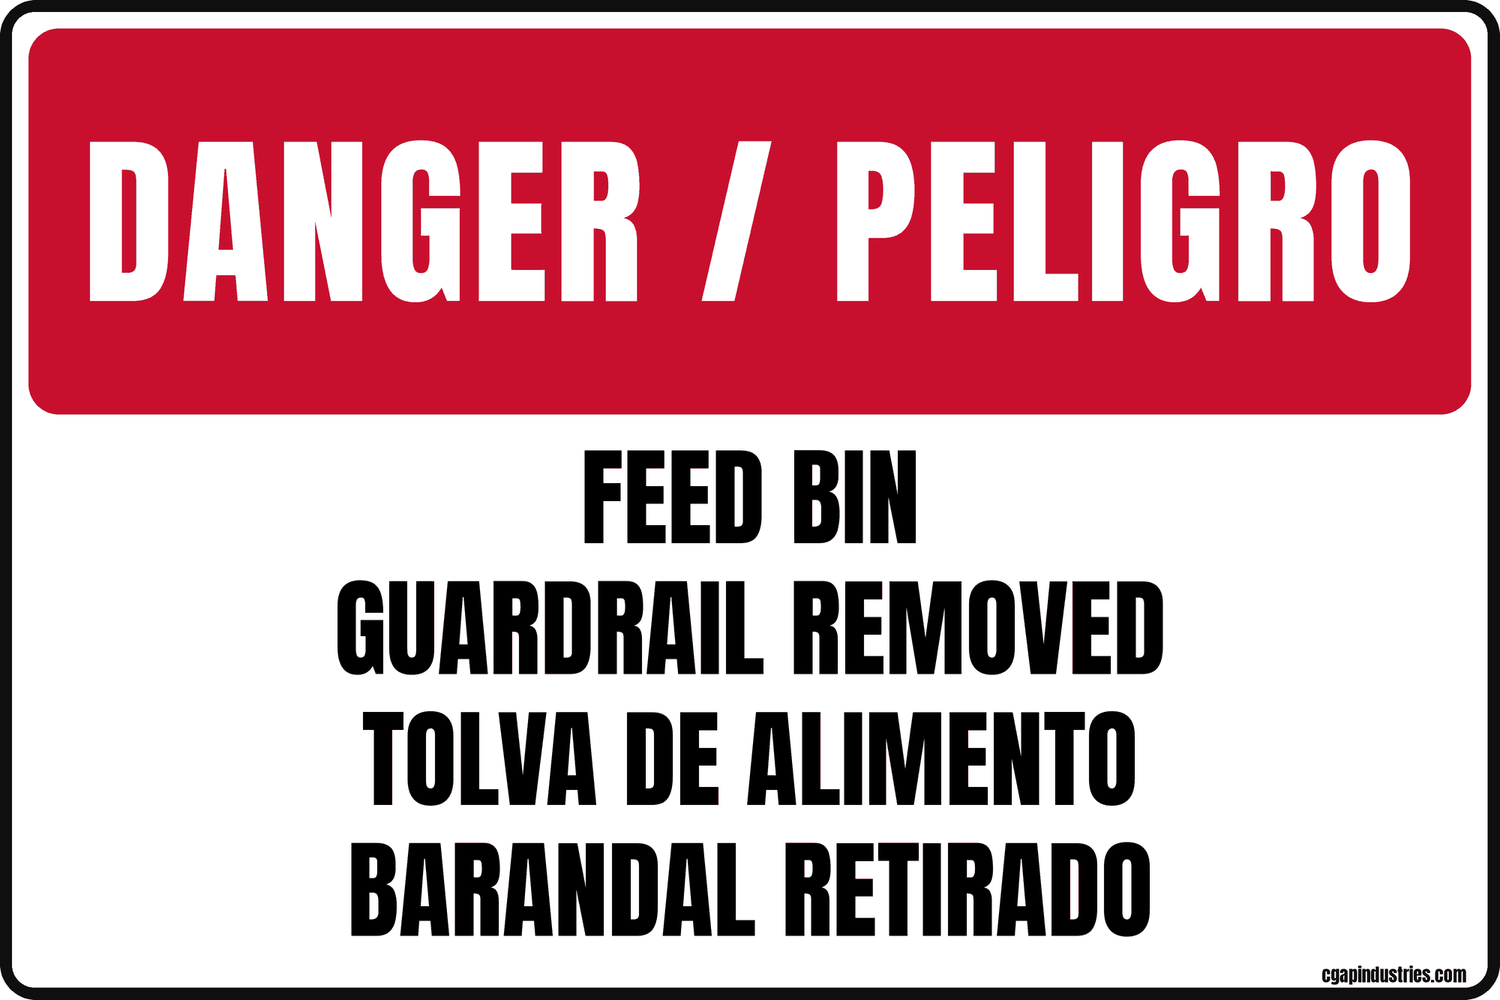 DANGER / PELIGRO
FEED BIN
GUARDRAIL REMOVED
TOLVA DE ALIMENTO
BARANDAL RETIRADO
cgapindustries.com